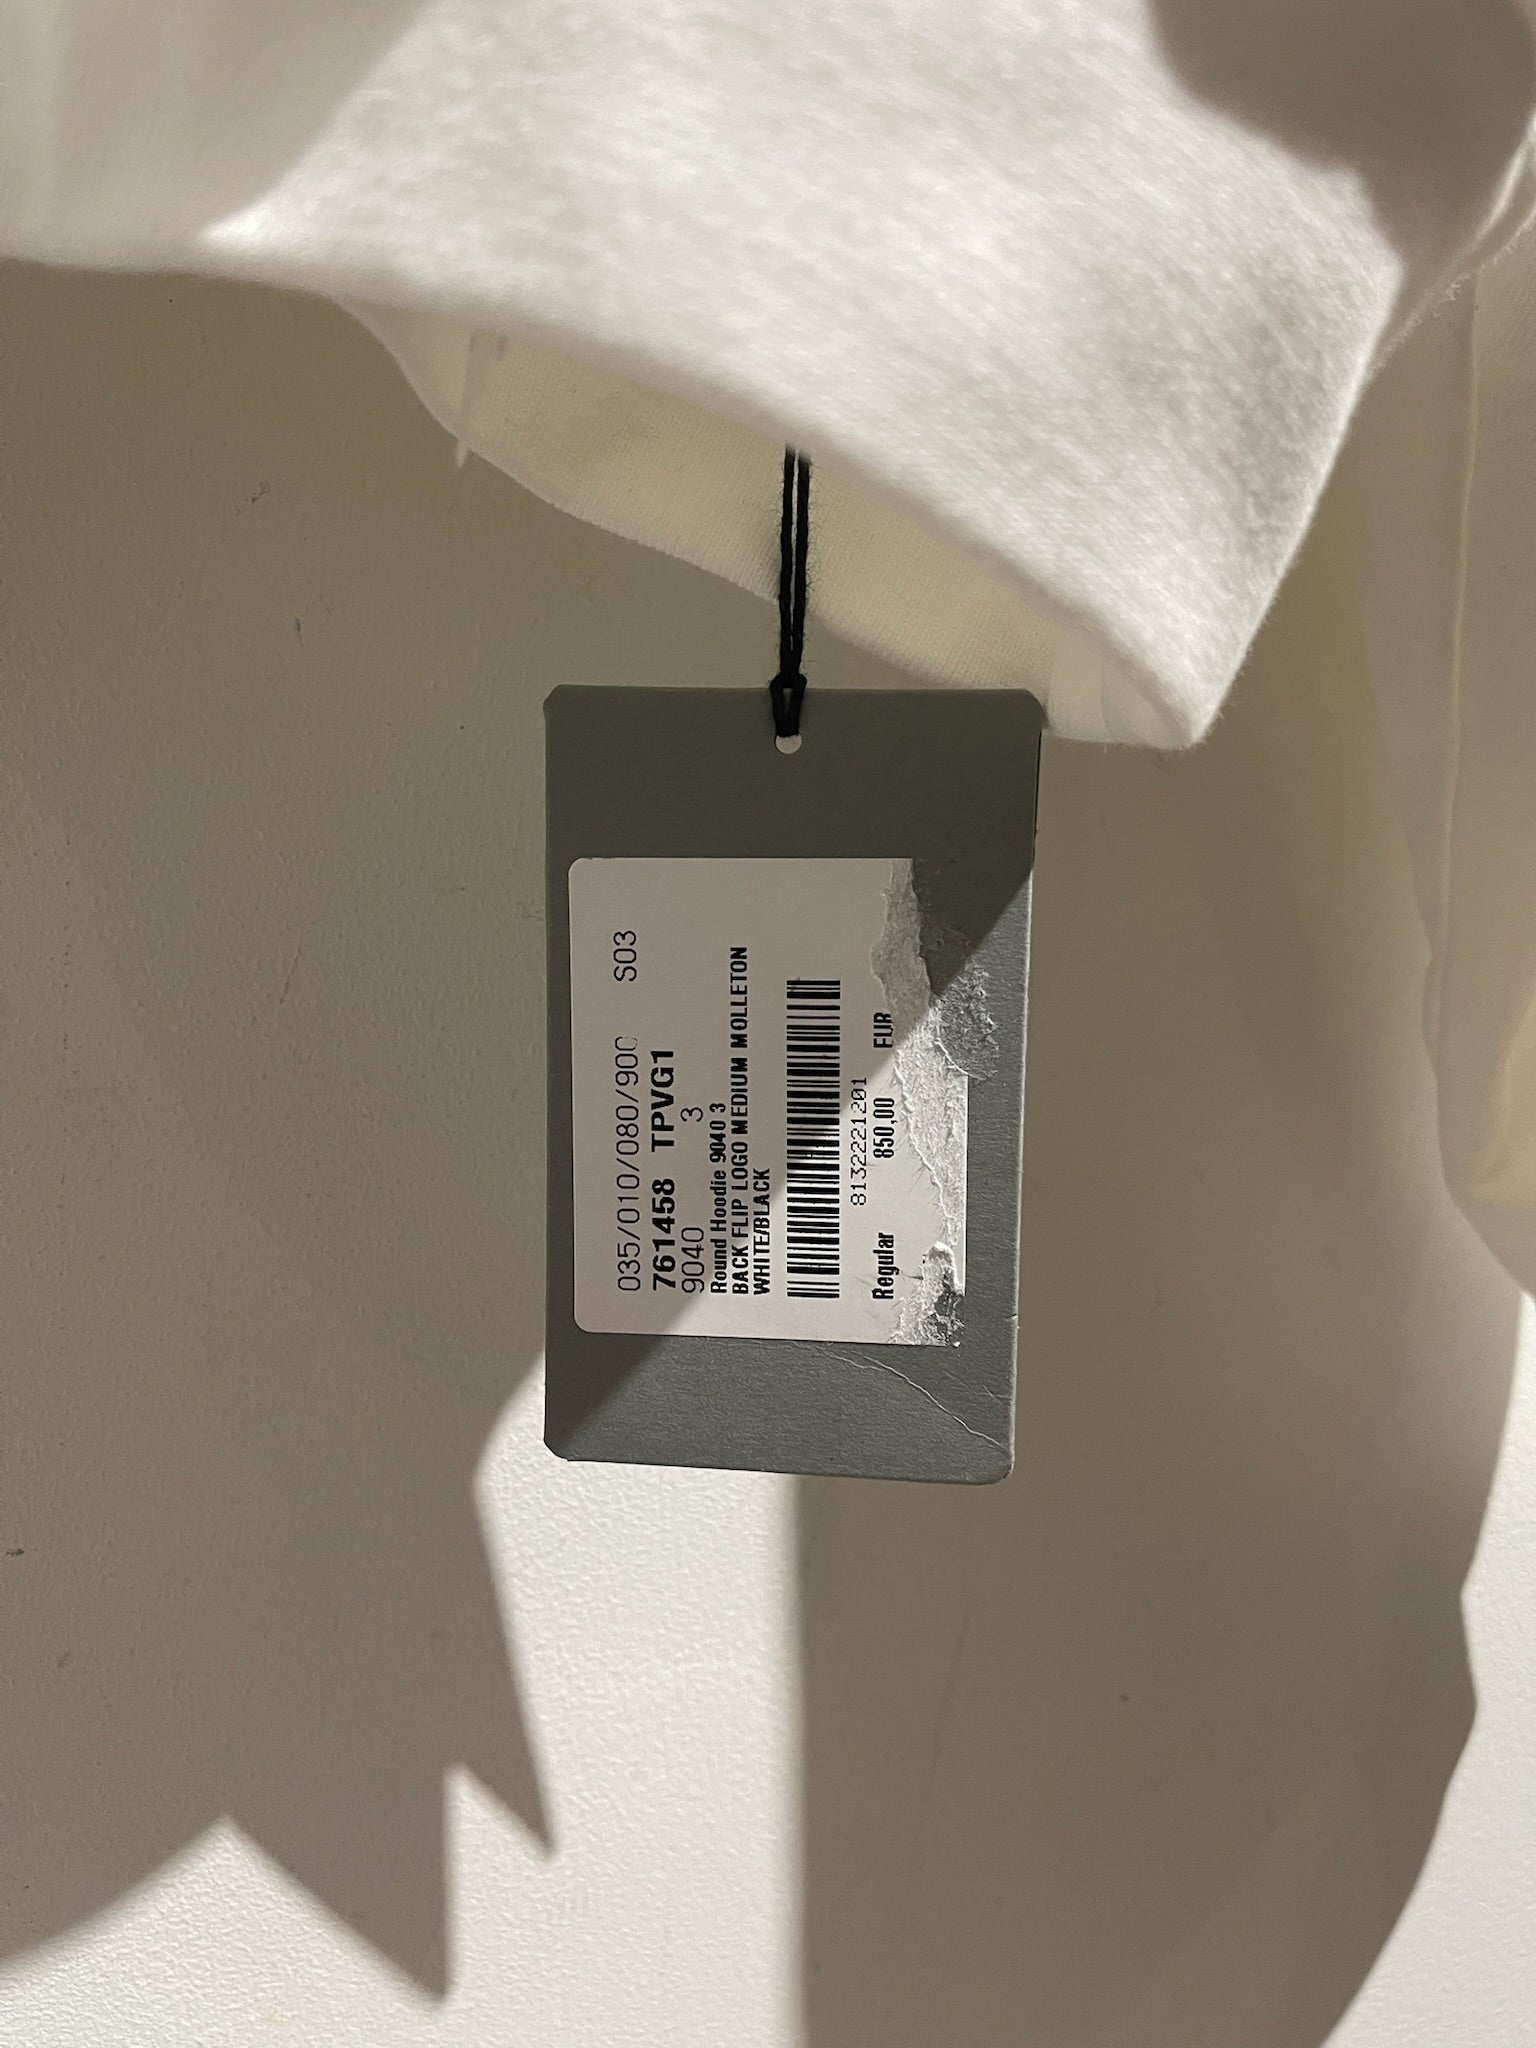 035/010/080/900 S03
761458 TPVG1
9040 3
Round Hoodie 9040 3
BACK FLIP LOGO MEDIUM MOLLETON
WHITE/BLACK
8132221201
Regular 850,00 EUR